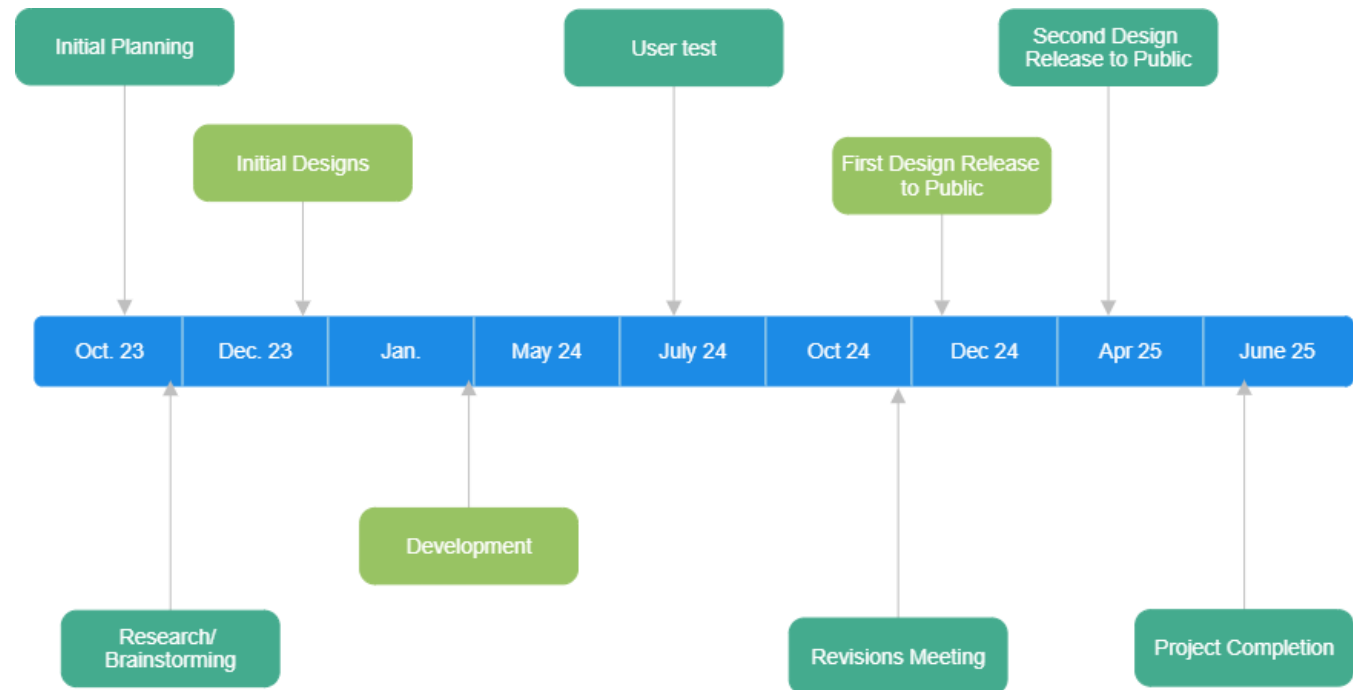 Initial Planning
User test
Second Design
Release to Public
Initial Designs
First Design Release
to Public
Oct. 23
Dec. 23
Jan.
May 24
July 24
Oct 24
Dec 24
Apr 25
June 25
Development
Research/
Brainstorming
Revisions Meeting
Project Completion